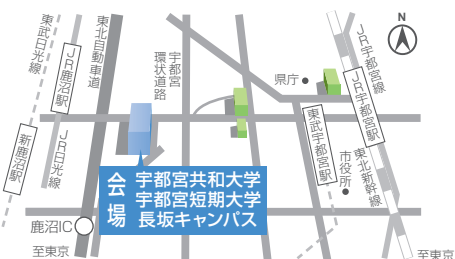 N
東武日光線
JR鹿沼駅
東北自動車道
宇都宮
環状道路
県庁
JR宇都宮線
JR宇都宮駅
新鹿沼駅
JR日光線
東武宇都宮駅
市役所
東北新幹線
会場
宇都宮共和大学
宇都宮短期大学
長坂キャンパス
鹿沼IC
至東京
至東京